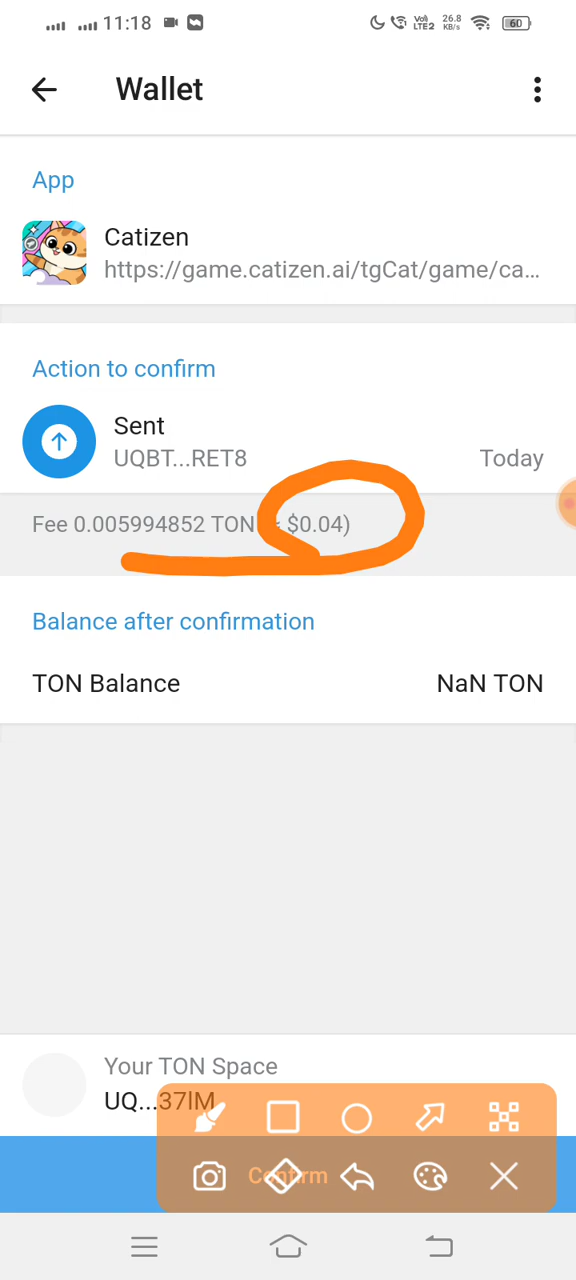 11:18
Vo)
LTE2
26.8
KB/s
60
Wallet
App
Catizen
https://game.catizen.ai/tgCat/game/ca...
Action to confirm
Sent
UQBT...RET8
Today
Fee 0.005994852 TON $0.04)
Balance after confirmation
TON Balance
NaN TON
Your TON Space
UQ...37lM
Confirm